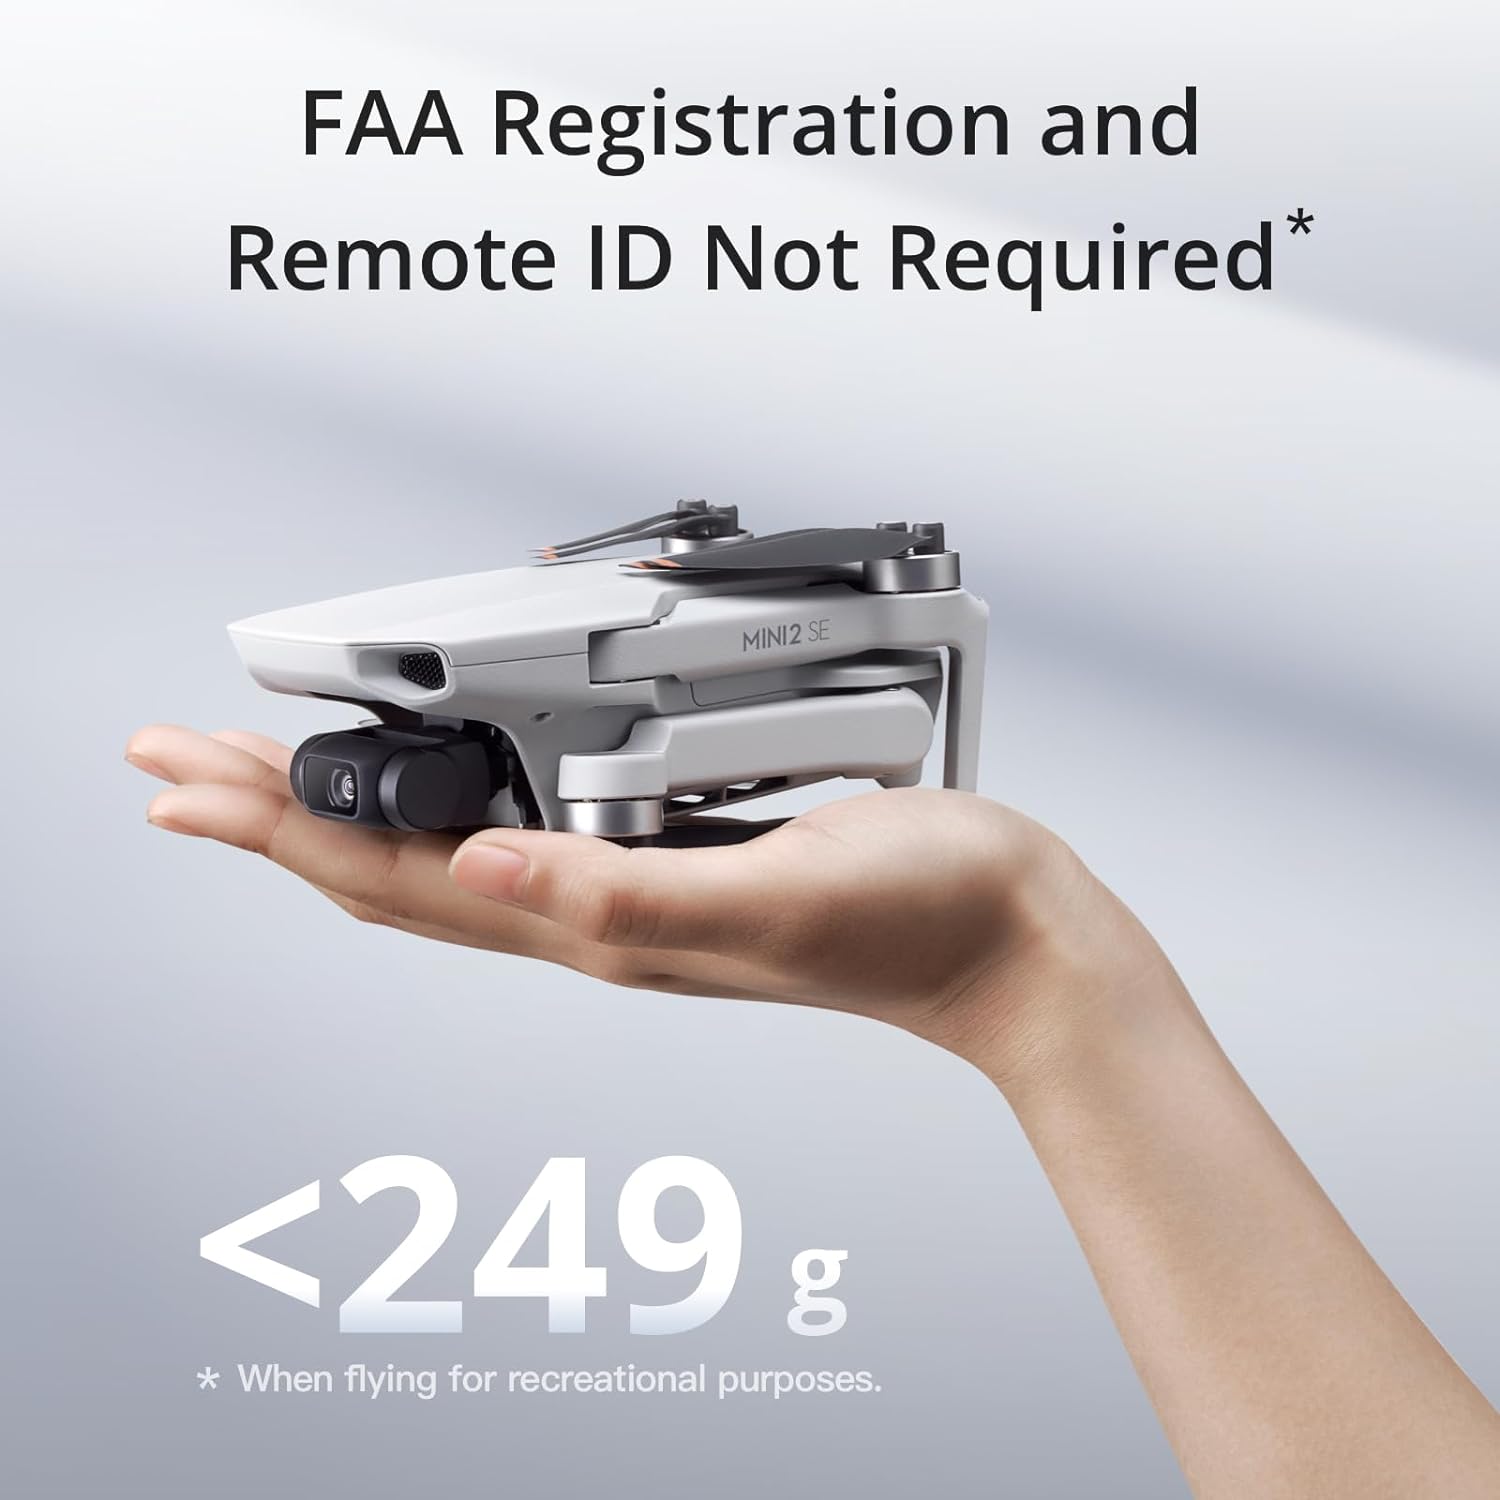 FAA Registration and
Remote ID Not Required*
MINI2 SE
<249 g
* When flying for recreational purposes.